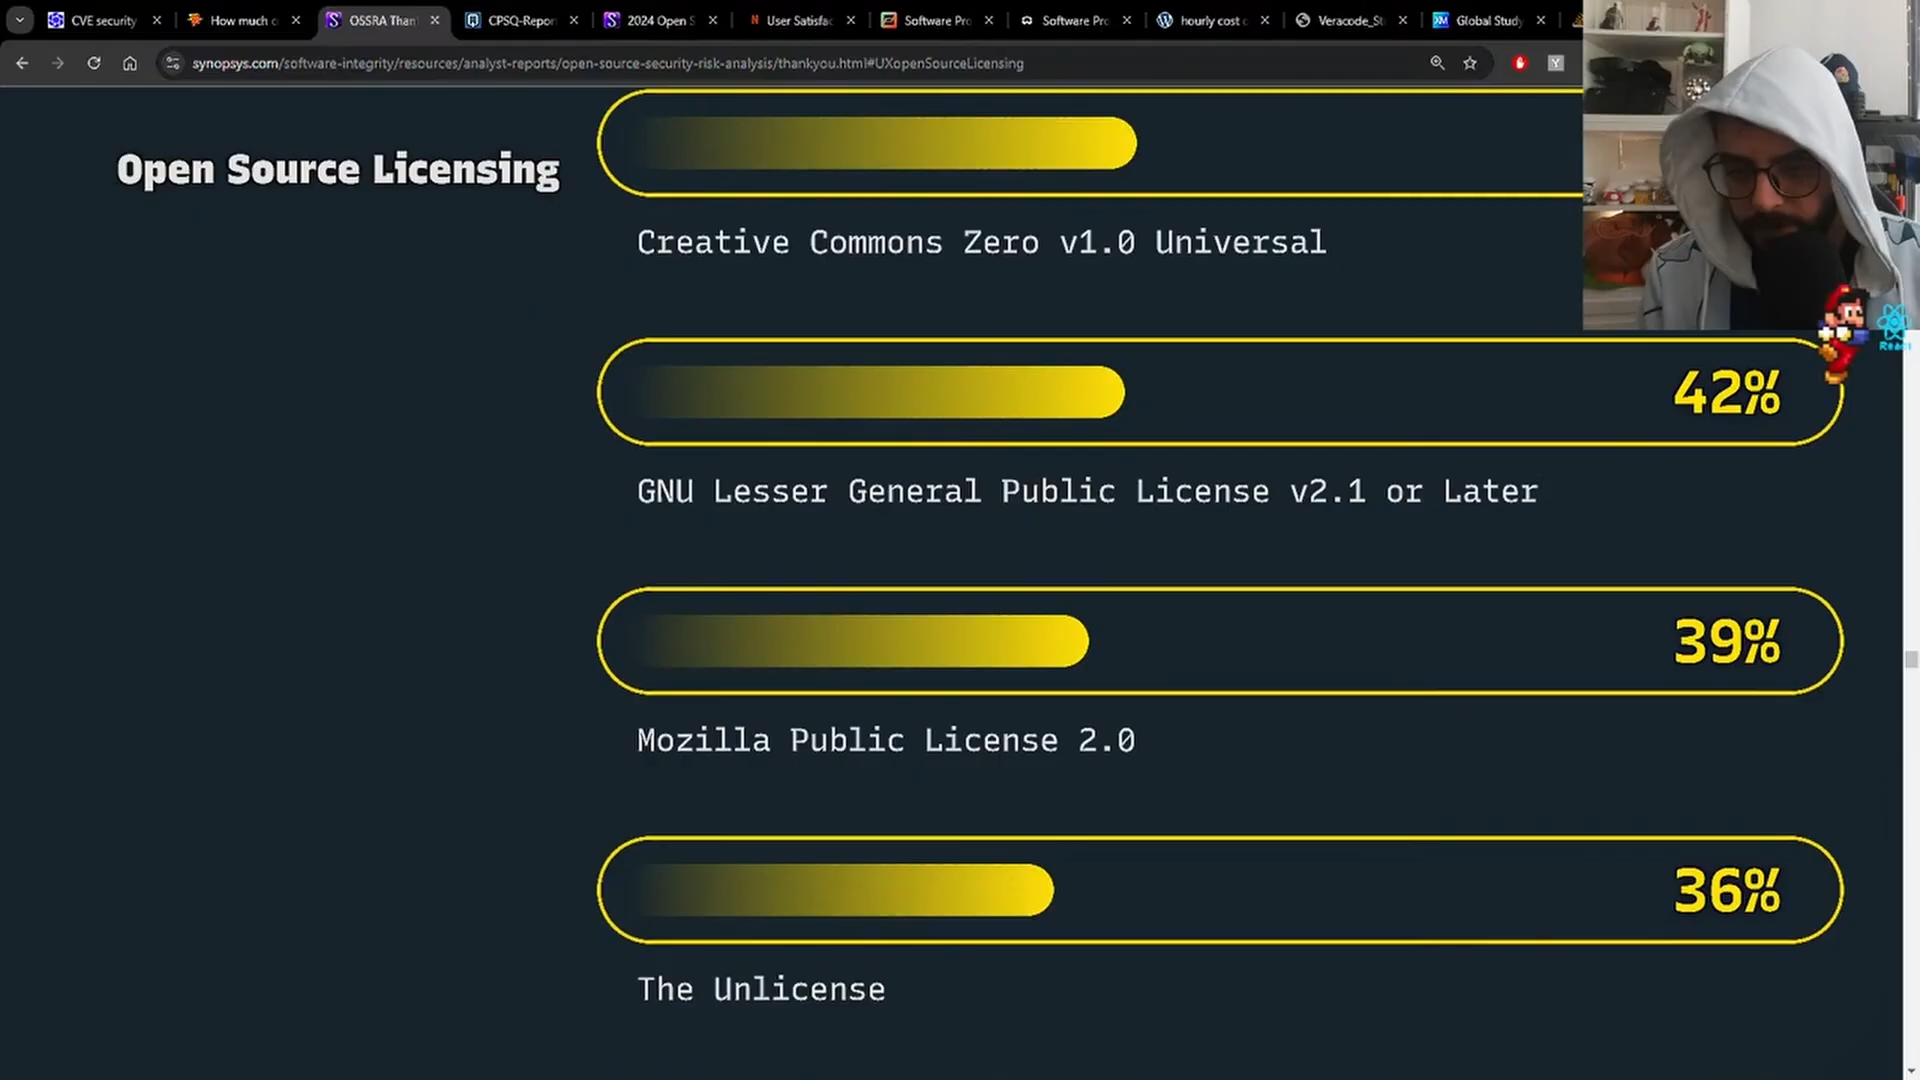 CVE security
How much o
OSSRA Than
CPSQ-Repor
2024 Open S
User Satisfac
Software Pro
Software Pro
hourly cost o
Veracode_St
Global Study
synopsys.com/software-integrity/resources/analyst-reports/open-source-security-risk-analysis/thankyou.html#UXopenSourceLicensing
Open Source Licensing
Creative Commons Zero v1.0 Universal
React
42%
GNU Lesser General Public License v2.1 or Later
39%
Mozilla Public License 2.0
36%
The Unlicense